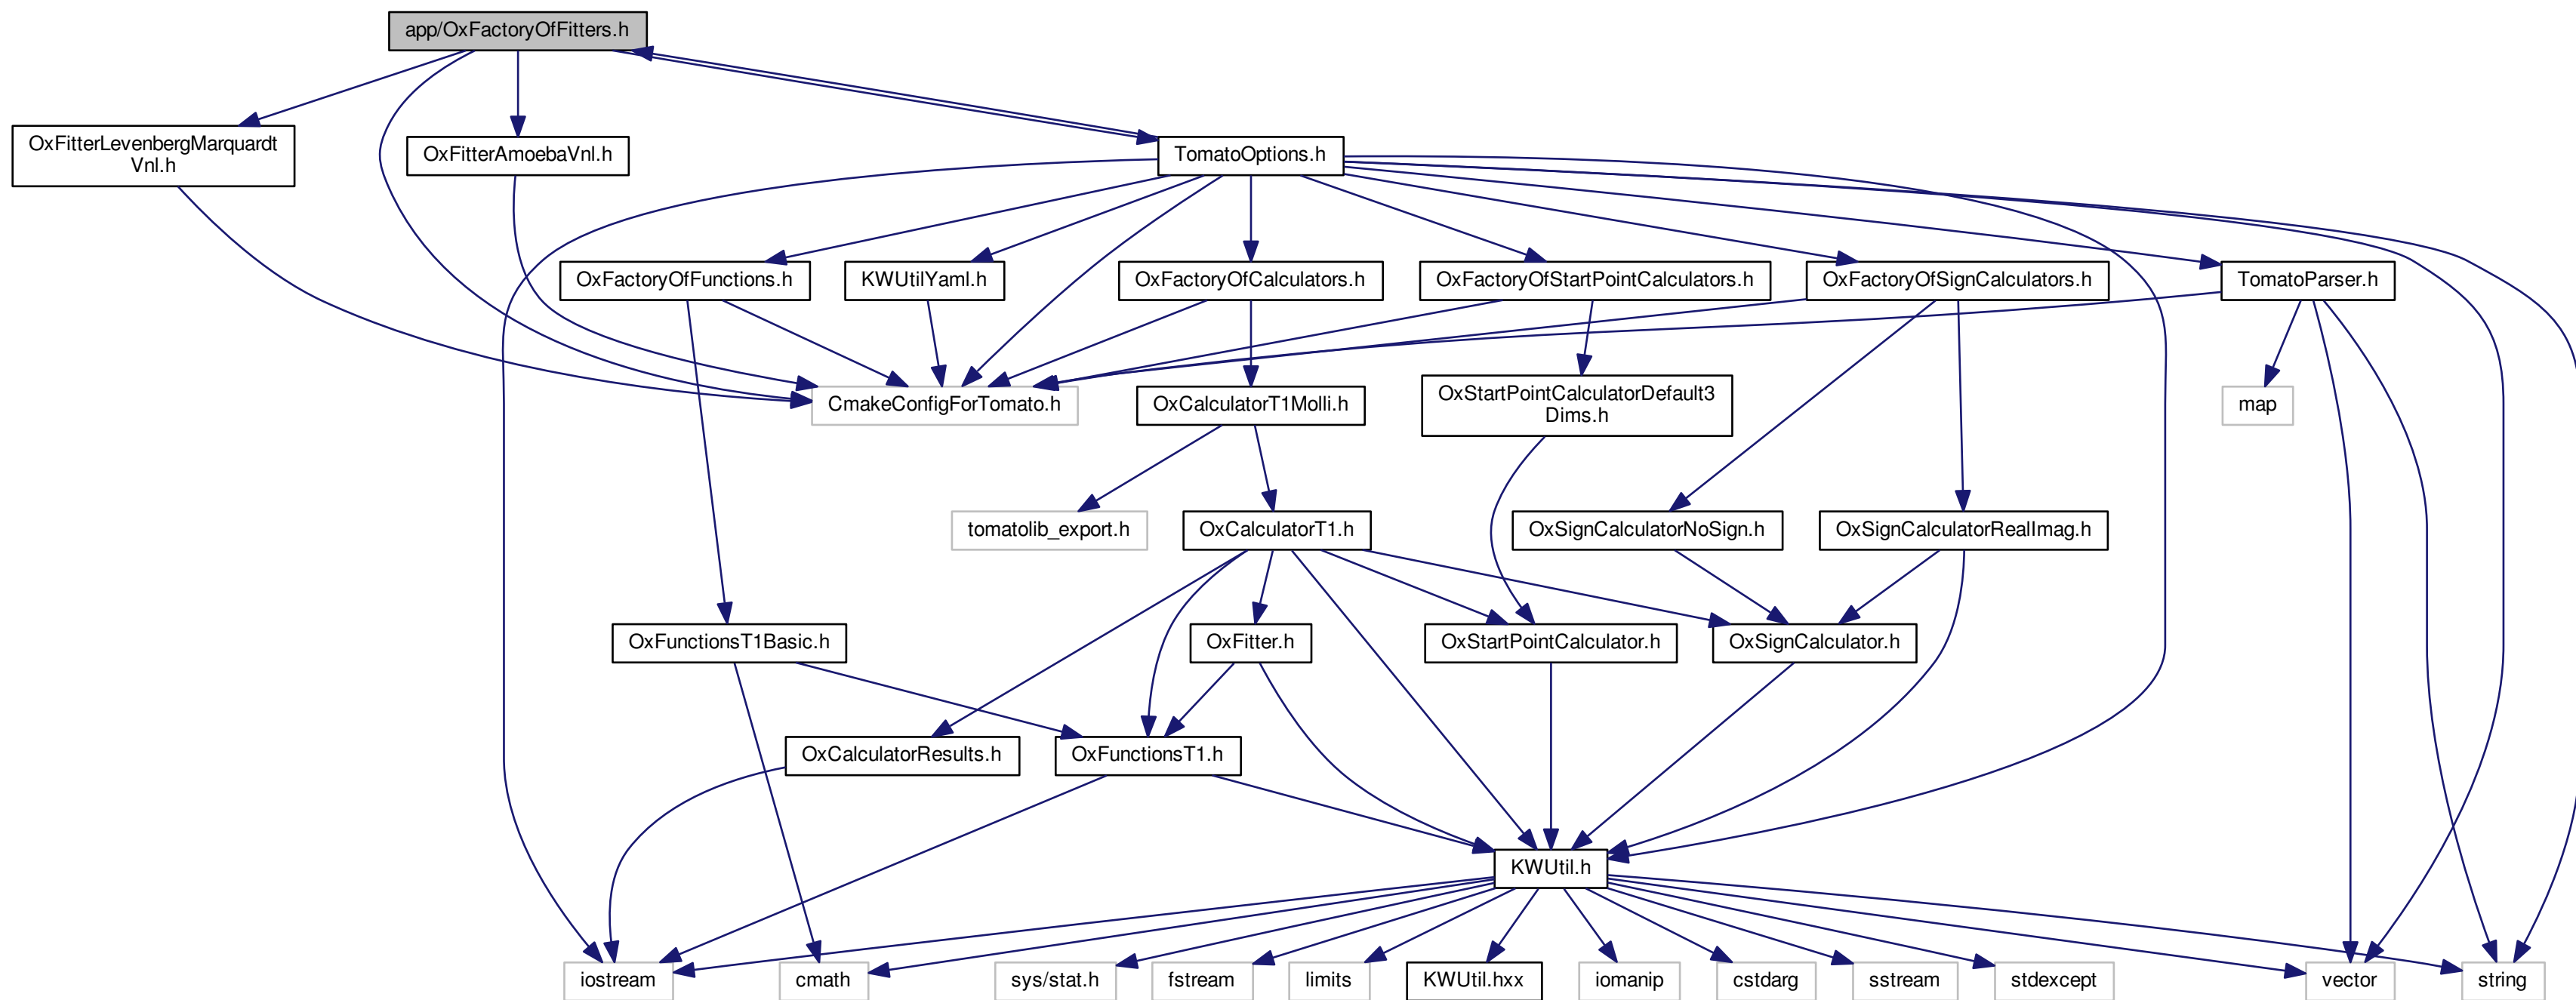 app/OxFactoryOfFitters.h
OxFitterLevenbergMarquardt
Vnl.h
OxFitterAmoebaVnl.h
TomatoOptions.h
OxFactoryOfFunctions.h
KWUtilYaml.h
OxFactoryOfCalculators.h
OxFactoryOfStartPointCalculators.h
OxFactoryOfSignCalculators.h
TomatoParser.h
CmakeConfigForTomato.h
OxCalculatorT1Molli.h
OxStartPointCalculatorDefault3
Dims.h
map
tomatolib_export.h
OxCalculatorT1.h
OxSignCalculatorNoSign.h
OxSignCalculatorRealImag.h
OxFunctionsT1Basic.h
OxFitter.h
OxStartPointCalculator.h
OxSignCalculator.h
OxCalculatorResults.h
OxFunctionsT1.h
KWUtil.h
iostream
cmath
sys/stat.h
fstream
limits
KWUtil.hxx
iomanip
cstdarg
sstream
stdexcept
vector
string